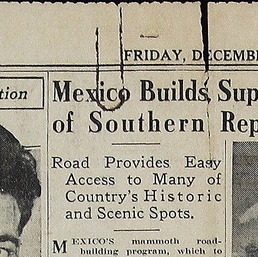 FRIDAY, DECEMB
tion
Mexico Builds Sup
of Southern Rep
Road Provides Easy
Access to Many of
Country's Historic
and Scenic Spots.
MEXICO'S mammoth road-
building program, which to